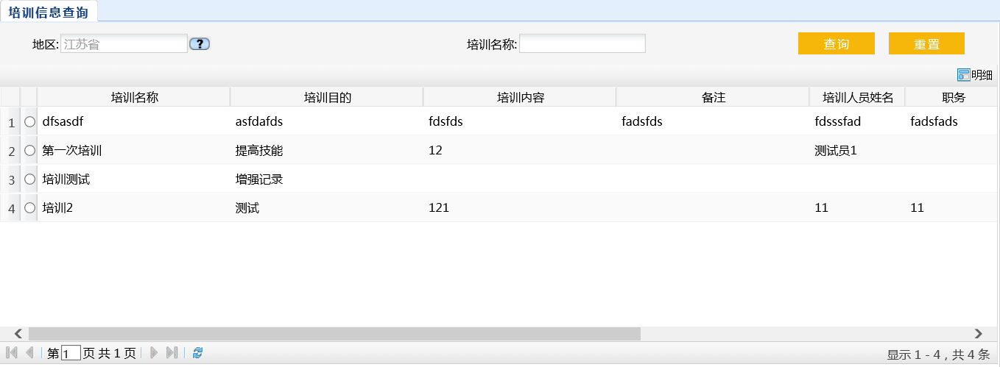 培训信息查询
地区: 江苏省 ? 培训名称: 查询 重置
明细
培训名称 培训目的 培训内容 备注 培训人员姓名 职务
1 dfsasdf asfdafds fdsfds fadsfds fdsssfad fadsfads
2 第一次培训 提高技能 12 测试员1
3 培训测试 增强记录
4 培训2 测试 121 11 11
第 1 页 共 1 页 显示 1 - 4 , 共 4 条